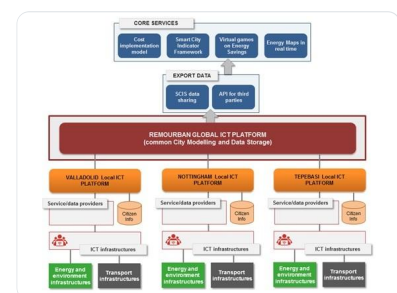 CORE SERVICES
Cost
implementation
model
Smart City
Indicator
Framework
Virtual games
on Energy
Savings
Energy Maps in
real time
EXPORT DATA
SCIS data
sharing
API for third
parties
REMOURBAN GLOBAL ICT PLATFORM
(common City Modelling and Data Storage)
VALLADOLID Local ICT
PLATFORM
NOTTINGHAM Local ICT
PLATFORM
TEPEBASI Local ICT
PLATFORM
Service/data providers
Citizen
Info
Service/data providers
Citizen
Info
Service/data providers
Citizen
Info
ICT infrastructures
ICT infrastructures
ICT infrastructures
Energy and
environment
infrastructures
Transport
infrastructures
Energy and
environment
infrastructures
Transport
infrastructures
Energy and
environment
infrastructures
Transport
infrastructures